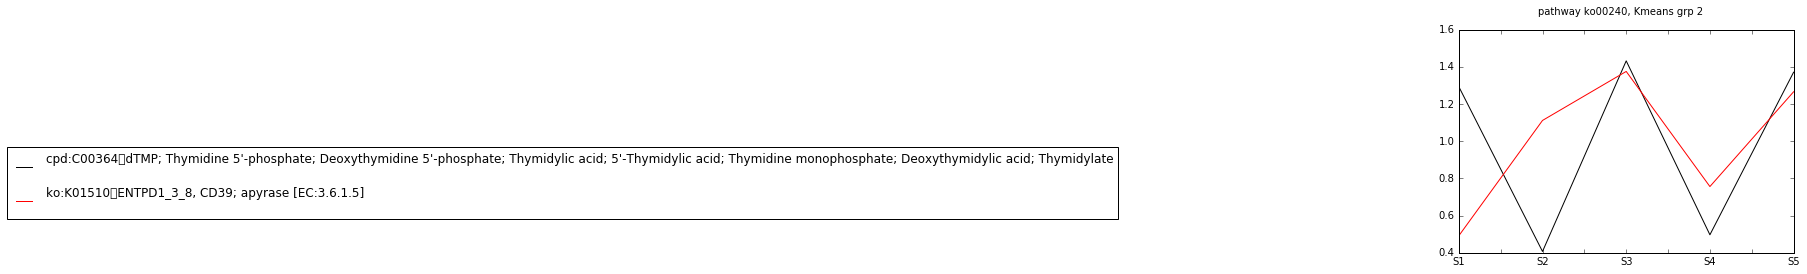 pathway ko00240, Kmeans grp 2
1.6
1.4
1.2
1.0
0.8
0.6
0.4
S1 S2 S3 S4 S5
cpd:C00364▯dTMP; Thymidine 5'-phosphate; Deoxythymidine 5'-phosphate; Thymidylic acid; 5'-Thymidylic acid; Thymidine monophosphate; Deoxythymidylic acid; Thymidylate
ko:K01510▯ENTPD1_3_8, CD39; apyrase [EC:3.6.1.5]